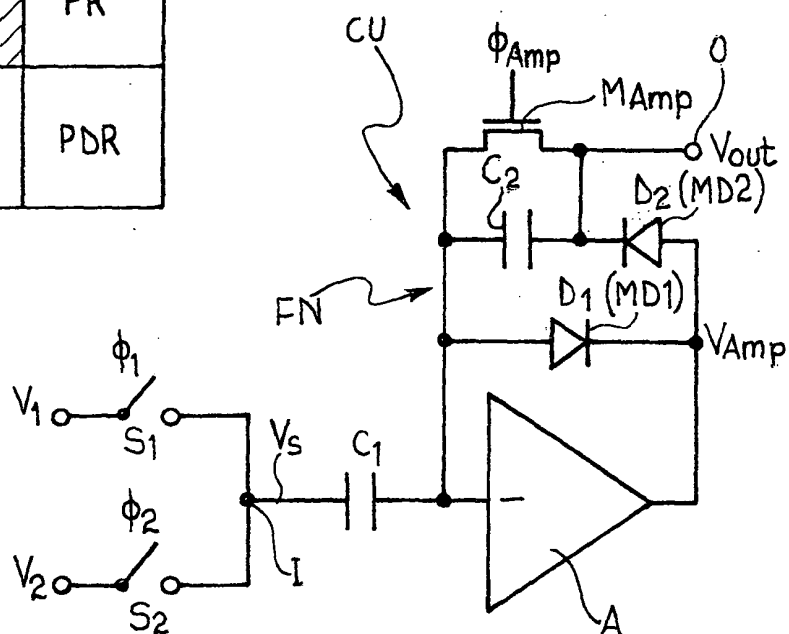 PR
PDR
CU
ϕAmp
MAmp
O
Vout
C2
D2 (MD2)
FN
D1 (MD1)
VAmp
ϕ1
V1
S1
VS
C1
ϕ2
V2
S2
I
−
A